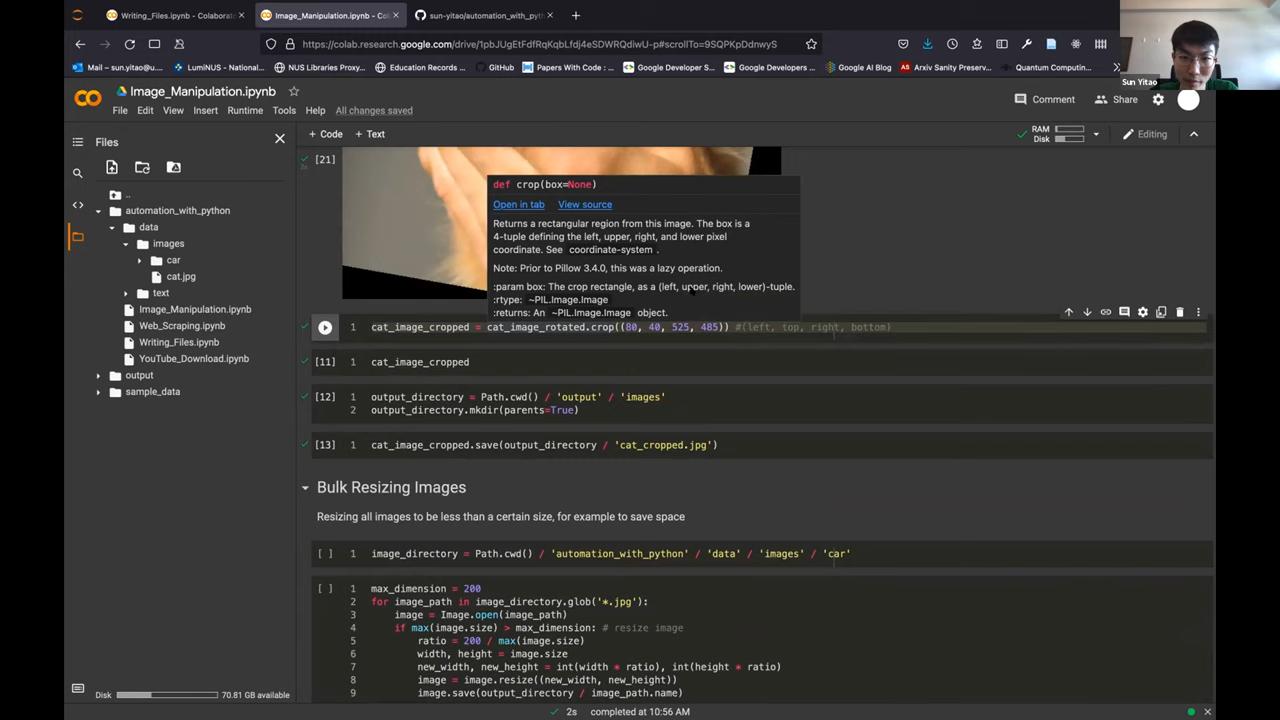 Writing_Files.ipynb - Colaborato
Image_Manipulation.ipynb - Col
sun-yitao/automation_with_pyth
https://colab.research.google.com/drive/1pbJUgEtFdfRqKqbLfdj4eSDWRQdiwU-p#scrollTo=9SQPKpDdnwyS
Mail – sun.yitao@u....
LumiNUS - National...
NUS Libraries Proxy...
Education Records ...
GitHub
Papers With Code : ...
Google Developer S...
Google Developers ...
Google AI Blog
Arxiv Sanity Preserv...
Quantum Computin...
Sun Yitao
Image_Manipulation.ipynb
File Edit View Insert Runtime Tools Help All changes saved
Comment
Share
Files
+ Code + Text
RAM
Disk
Editing
..
automation_with_python
data
images
car
cat.jpg
text
Image_Manipulation.ipynb
Web_Scraping.ipynb
Writing_Files.ipynb
YouTube_Download.ipynb
output
sample_data
Disk
70.81 GB available
[21]
2s
def crop(box=None)
Open in tab View source
Returns a rectangular region from this image. The box is a
4-tuple defining the left, upper, right, and lower pixel
coordinate. See coordinate-system .
Note: Prior to Pillow 3.4.0, this was a lazy operation.
:param box: The crop rectangle, as a (left, upper, right, lower)-tuple.
:rtype: ~PIL.Image.Image
:returns: An ~PIL.Image.Image object.
1 cat_image_cropped = cat_image_rotated.crop((80, 40, 525, 485)) #(left, top, right, bottom)
[11] 1 cat_image_cropped
[12] 1 output_directory = Path.cwd() / 'output' / 'images'
2 output_directory.mkdir(parents=True)
[13] 1 cat_image_cropped.save(output_directory / 'cat_cropped.jpg')
Bulk Resizing Images
Resizing all images to be less than a certain size, for example to save space
[ ] 1 image_directory = Path.cwd() / 'automation_with_python' / 'data' / 'images' / 'car'
[ ] 1 max_dimension = 200
2 for image_path in image_directory.glob('*.jpg'):
3 image = Image.open(image_path)
4 if max(image.size) > max_dimension: # resize image
5 ratio = 200 / max(image.size)
6 width, height = image.size
7 new_width, new_height = int(width * ratio), int(height * ratio)
8 image = image.resize((new_width, new_height))
9 image.save(output_directory / image_path.name)
2s completed at 10:56 AM